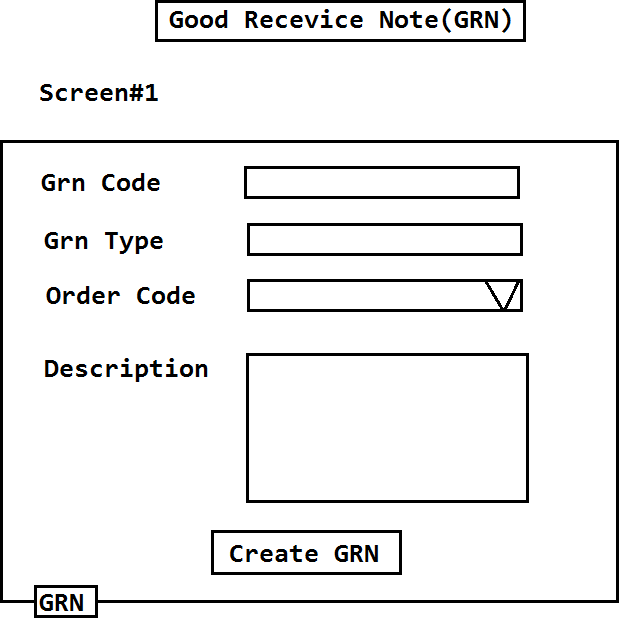 Good Recevice Note(GRN)
Screen#1
Grn Code
Grn Type
Order Code
Description
Create GRN
GRN